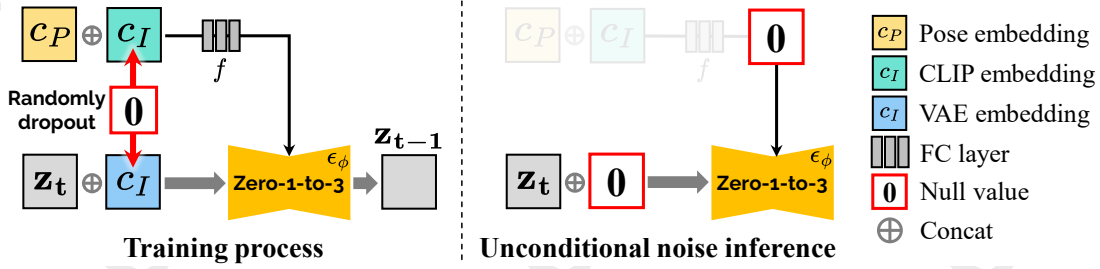 c_P ⊕ c_I
f
Randomly
dropout
0
z_t ⊕ c_I
Zero-1-to-3
ϵ_ϕ
z_{t−1}
Training process
c_P ⊕ c_I
f
0
z_t ⊕ 0
Zero-1-to-3
ϵ_ϕ
Unconditional noise inference
c_P Pose embedding
c_I CLIP embedding
c_I VAE embedding
FC layer
0 Null value
⊕ Concat